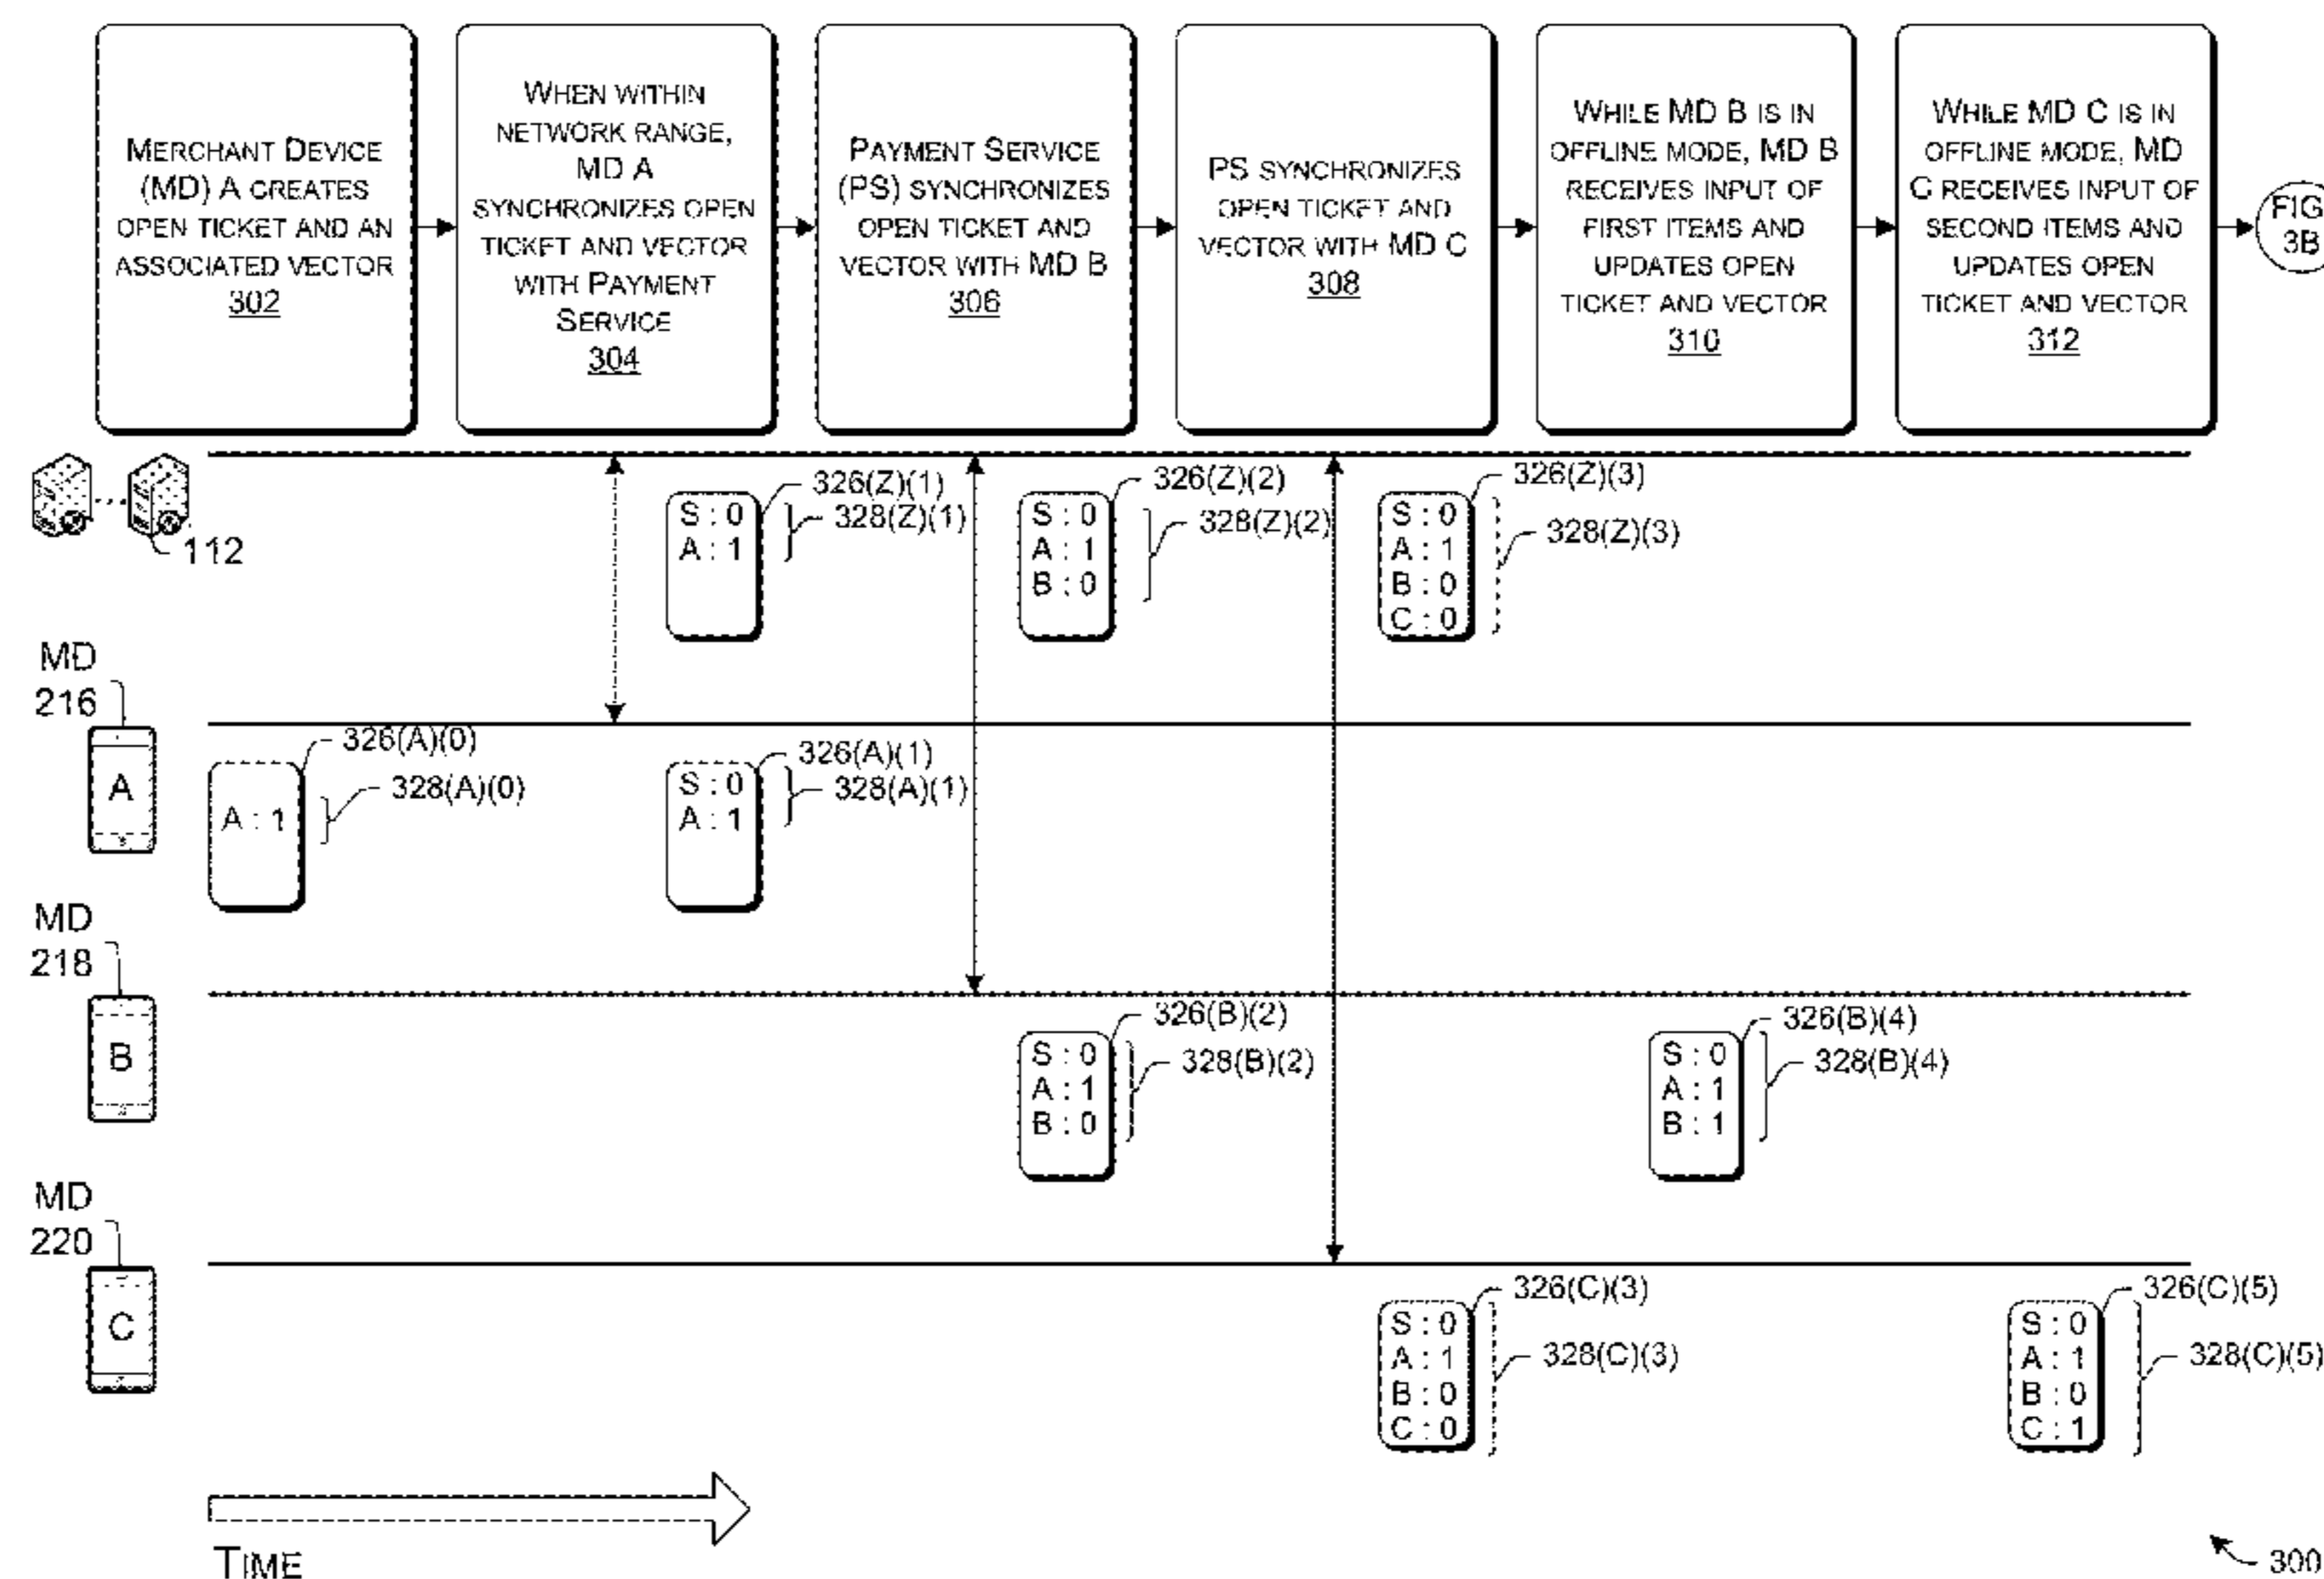 MERCHANT DEVICE
(MD) A CREATES
OPEN TICKET AND AN
ASSOCIATED VECTOR
302
WHEN WITHIN
NETWORK RANGE,
MD A
SYNCHRONIZES OPEN
TICKET AND VECTOR
WITH PAYMENT
SERVICE
304
PAYMENT SERVICE
(PS) SYNCHRONIZES
OPEN TICKET AND
VECTOR WITH MD B
306
PS SYNCHRONIZES
OPEN TICKET AND
VECTOR WITH MD C
308
WHILE MD B IS IN
OFFLINE MODE, MD B
RECEIVES INPUT OF
FIRST ITEMS AND
UPDATES OPEN
TICKET AND VECTOR
310
WHILE MD C IS IN
OFFLINE MODE, MD
C RECEIVES INPUT OF
SECOND ITEMS AND
UPDATES OPEN
TICKET AND VECTOR
312
FIG
3B
112
S : 0
A : 1
326(Z)(1)
328(Z)(1)
S : 0
A : 1
B : 0
326(Z)(2)
328(Z)(2)
S : 0
A : 1
B : 0
C : 0
326(Z)(3)
328(Z)(3)
MD
216
A
A : 1
326(A)(0)
328(A)(0)
S : 0
A : 1
326(A)(1)
328(A)(1)
MD
218
B
S : 0
A : 1
B : 0
326(B)(2)
328(B)(2)
S : 0
A : 1
B : 1
326(B)(4)
328(B)(4)
MD
220
C
S : 0
A : 1
B : 0
C : 0
326(C)(3)
328(C)(3)
S : 0
A : 1
B : 0
C : 1
326(C)(5)
328(C)(5)
TIME
300